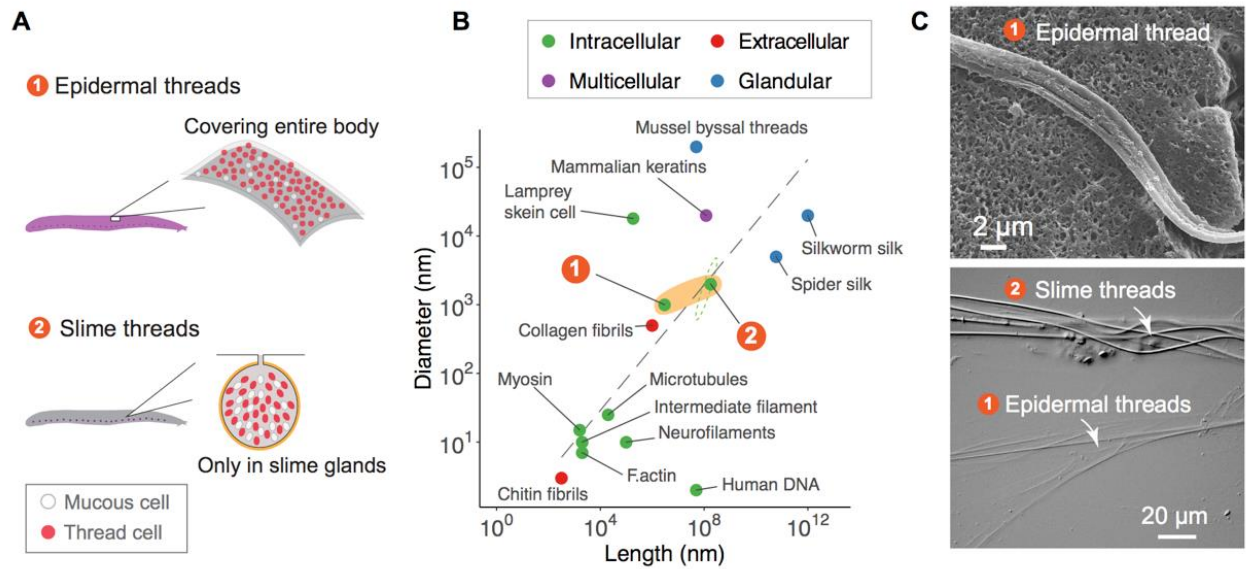 A
1 Epidermal threads
Covering entire body
2 Slime threads
Only in slime glands
Mucous cell
Thread cell
B
Intracellular
Extracellular
Multicellular
Glandular
Mussel byssal threads
Mammalian keratins
Lamprey
skein cell
Silkworm silk
Spider silk
1
2
Collagen fibrils
Myosin
Microtubules
Intermediate filament
Neurofilaments
F.actin
Chitin fibrils
Human DNA
Diameter (nm)
10^5
10^4
10^3
10^2
10^1
10^0
10^4
10^8
10^12
Length (nm)
C
1 Epidermal thread
2 μm
2 Slime threads
1 Epidermal threads
20 μm